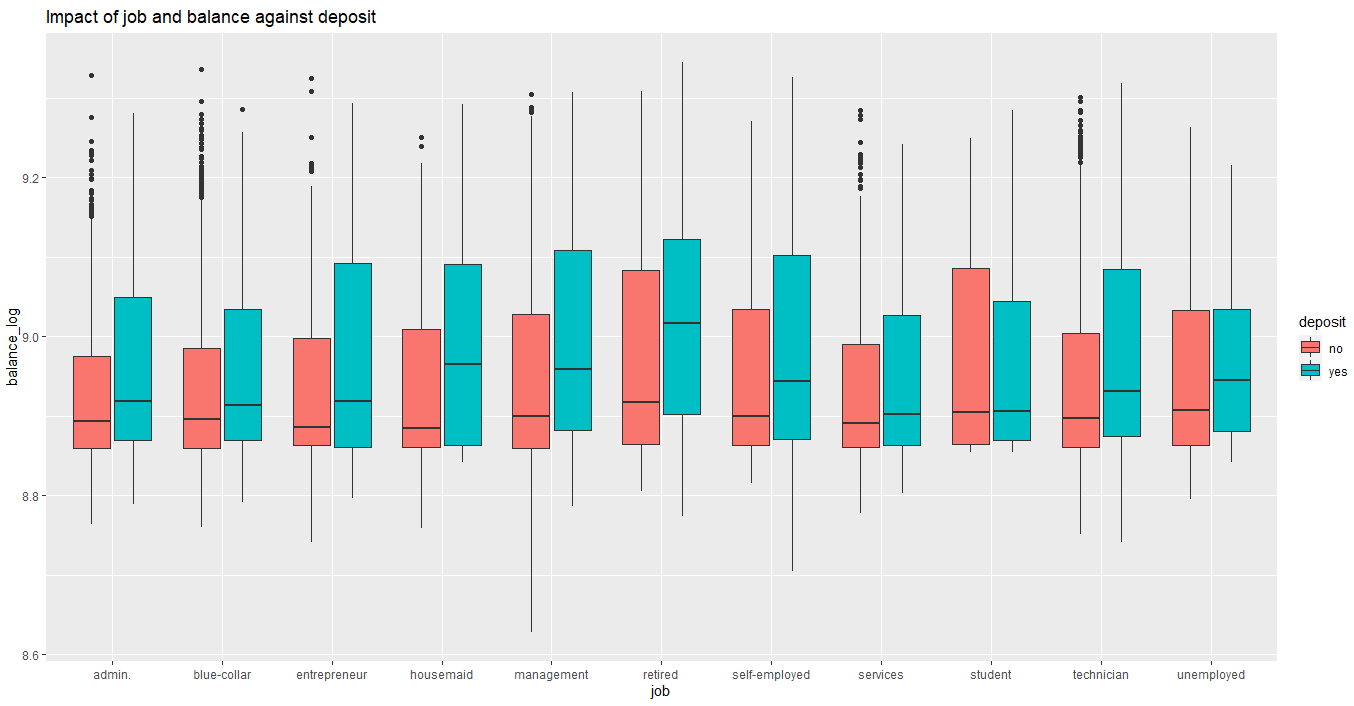 Impact of job and balance against deposit
balance_log
9.2
9.0
8.8
8.6
admin. blue-collar entrepreneur housemaid management retired self-employed services student technician unemployed
job
deposit
no
yes